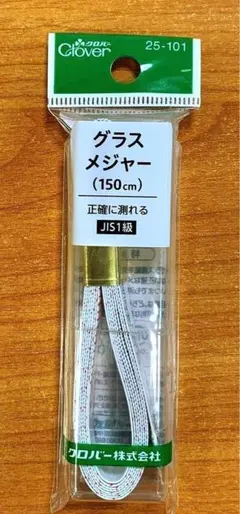 クロバー
Clover
25-101
グラス
メジャー
(150cm)
正確に測れる
JIS1級
クロバー株式会社